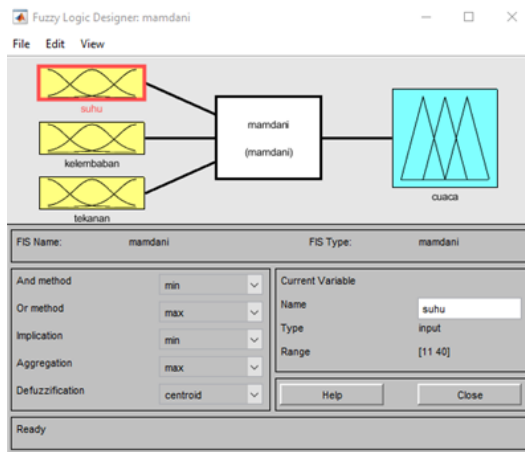 Fuzzy Logic Designer: mamdani
File Edit View
suhu
kelembaban
tekanan
mamdani
(mamdani)
cuaca
FIS Name: mamdani FIS Type: mamdani
And method min
Or method max
Implication min
Aggregation max
Defuzzification centroid
Current Variable
Name suhu
Type input
Range [11 40]
Help Close
Ready